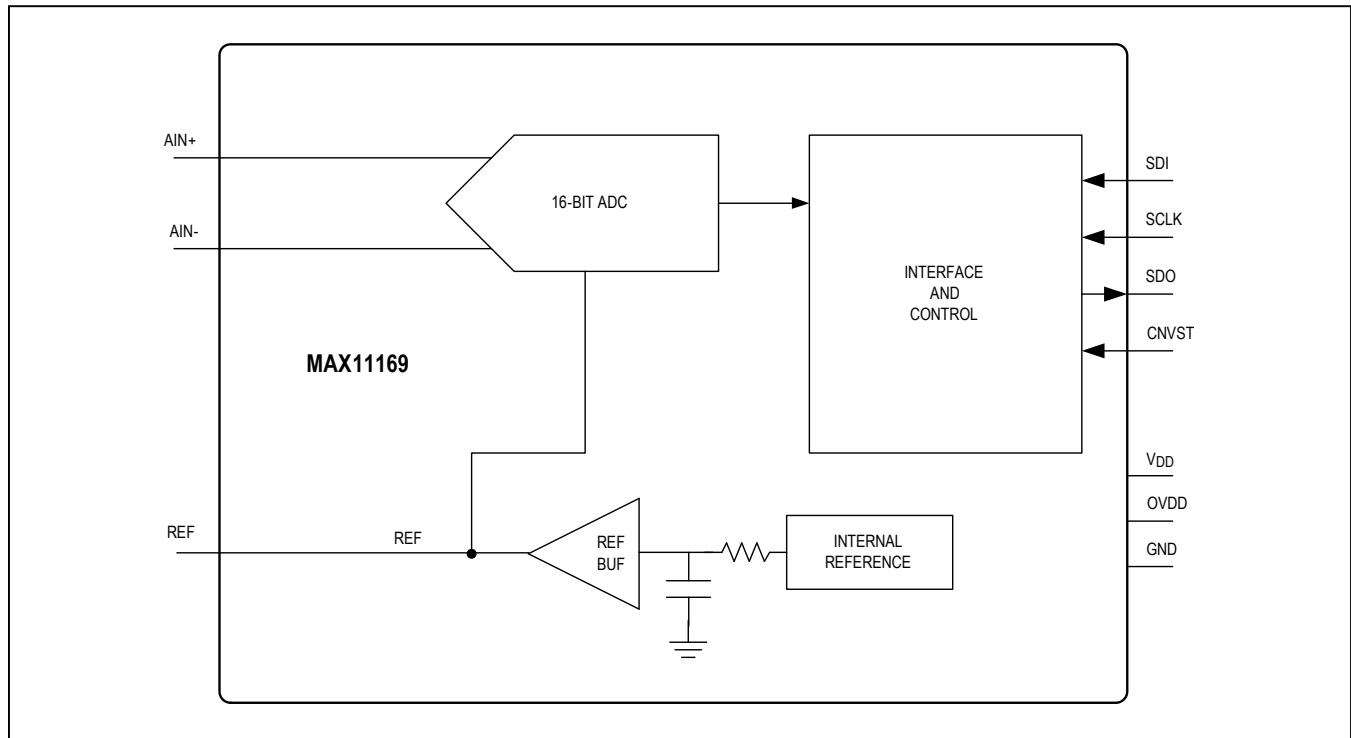 AIN+
16-BIT ADC
AIN-
INTERFACE
AND
CONTROL
SDI
SCLK
SDO
CNVST
MAX11169
VDD
OVDD
GND
REF
REF
REF
BUF
INTERNAL
REFERENCE